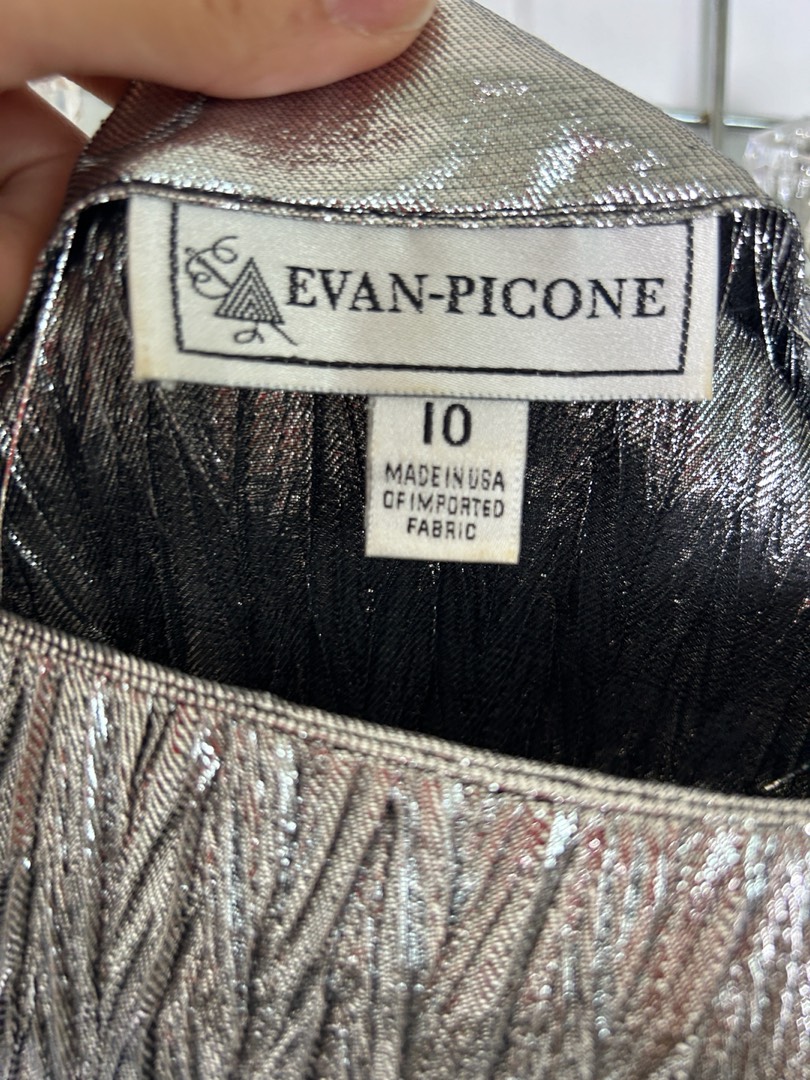 EVAN-PICONE
10
MADE IN USA
OF IMPORTED
FABRIC